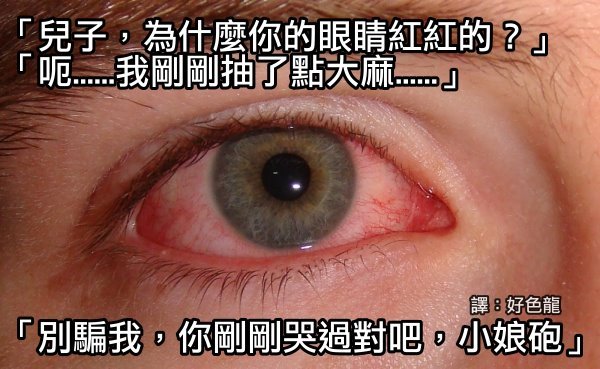 「兒子，為什麼你的眼睛紅紅的？」
「呃……我剛剛抽了點大麻……」
譯：好色龍
「別騙我，你剛剛哭過對吧，小娘砲」